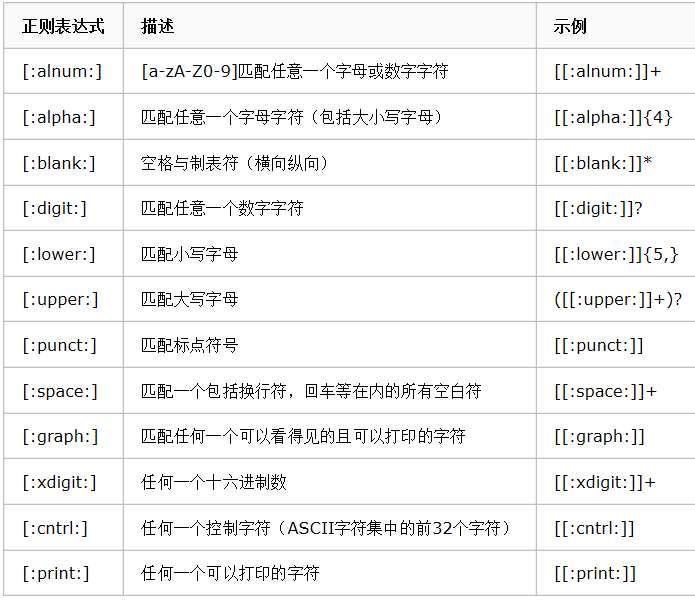 正则表达式 描述 示例
[:alnum:] [a-zA-Z0-9]匹配任意一个字母或数字字符 [[:alnum:]]+
[:alpha:] 匹配任意一个字母字符（包括大小写字母） [[:alpha:]]{4}
[:blank:] 空格与制表符（横向纵向） [[:blank:]]*
[:digit:] 匹配任意一个数字字符 [[:digit:]]?
[:lower:] 匹配小写字母 [[:lower:]]{5,}
[:upper:] 匹配大写字母 ([[:upper:]]+)?
[:punct:] 匹配标点符号 [[:punct:]]
[:space:] 匹配一个包括换行符，回车等在内的所有空白符 [[:space:]]+
[:graph:] 匹配任何一个可以看得见的且可以打印的字符 [[:graph:]]
[:xdigit:] 任何一个十六进制数 [[:xdigit:]]+
[:cntrl:] 任何一个控制字符（ASCII字符集中的前32个字符） [[:cntrl:]]
[:print:] 任何一个可以打印的字符 [[:print:]]